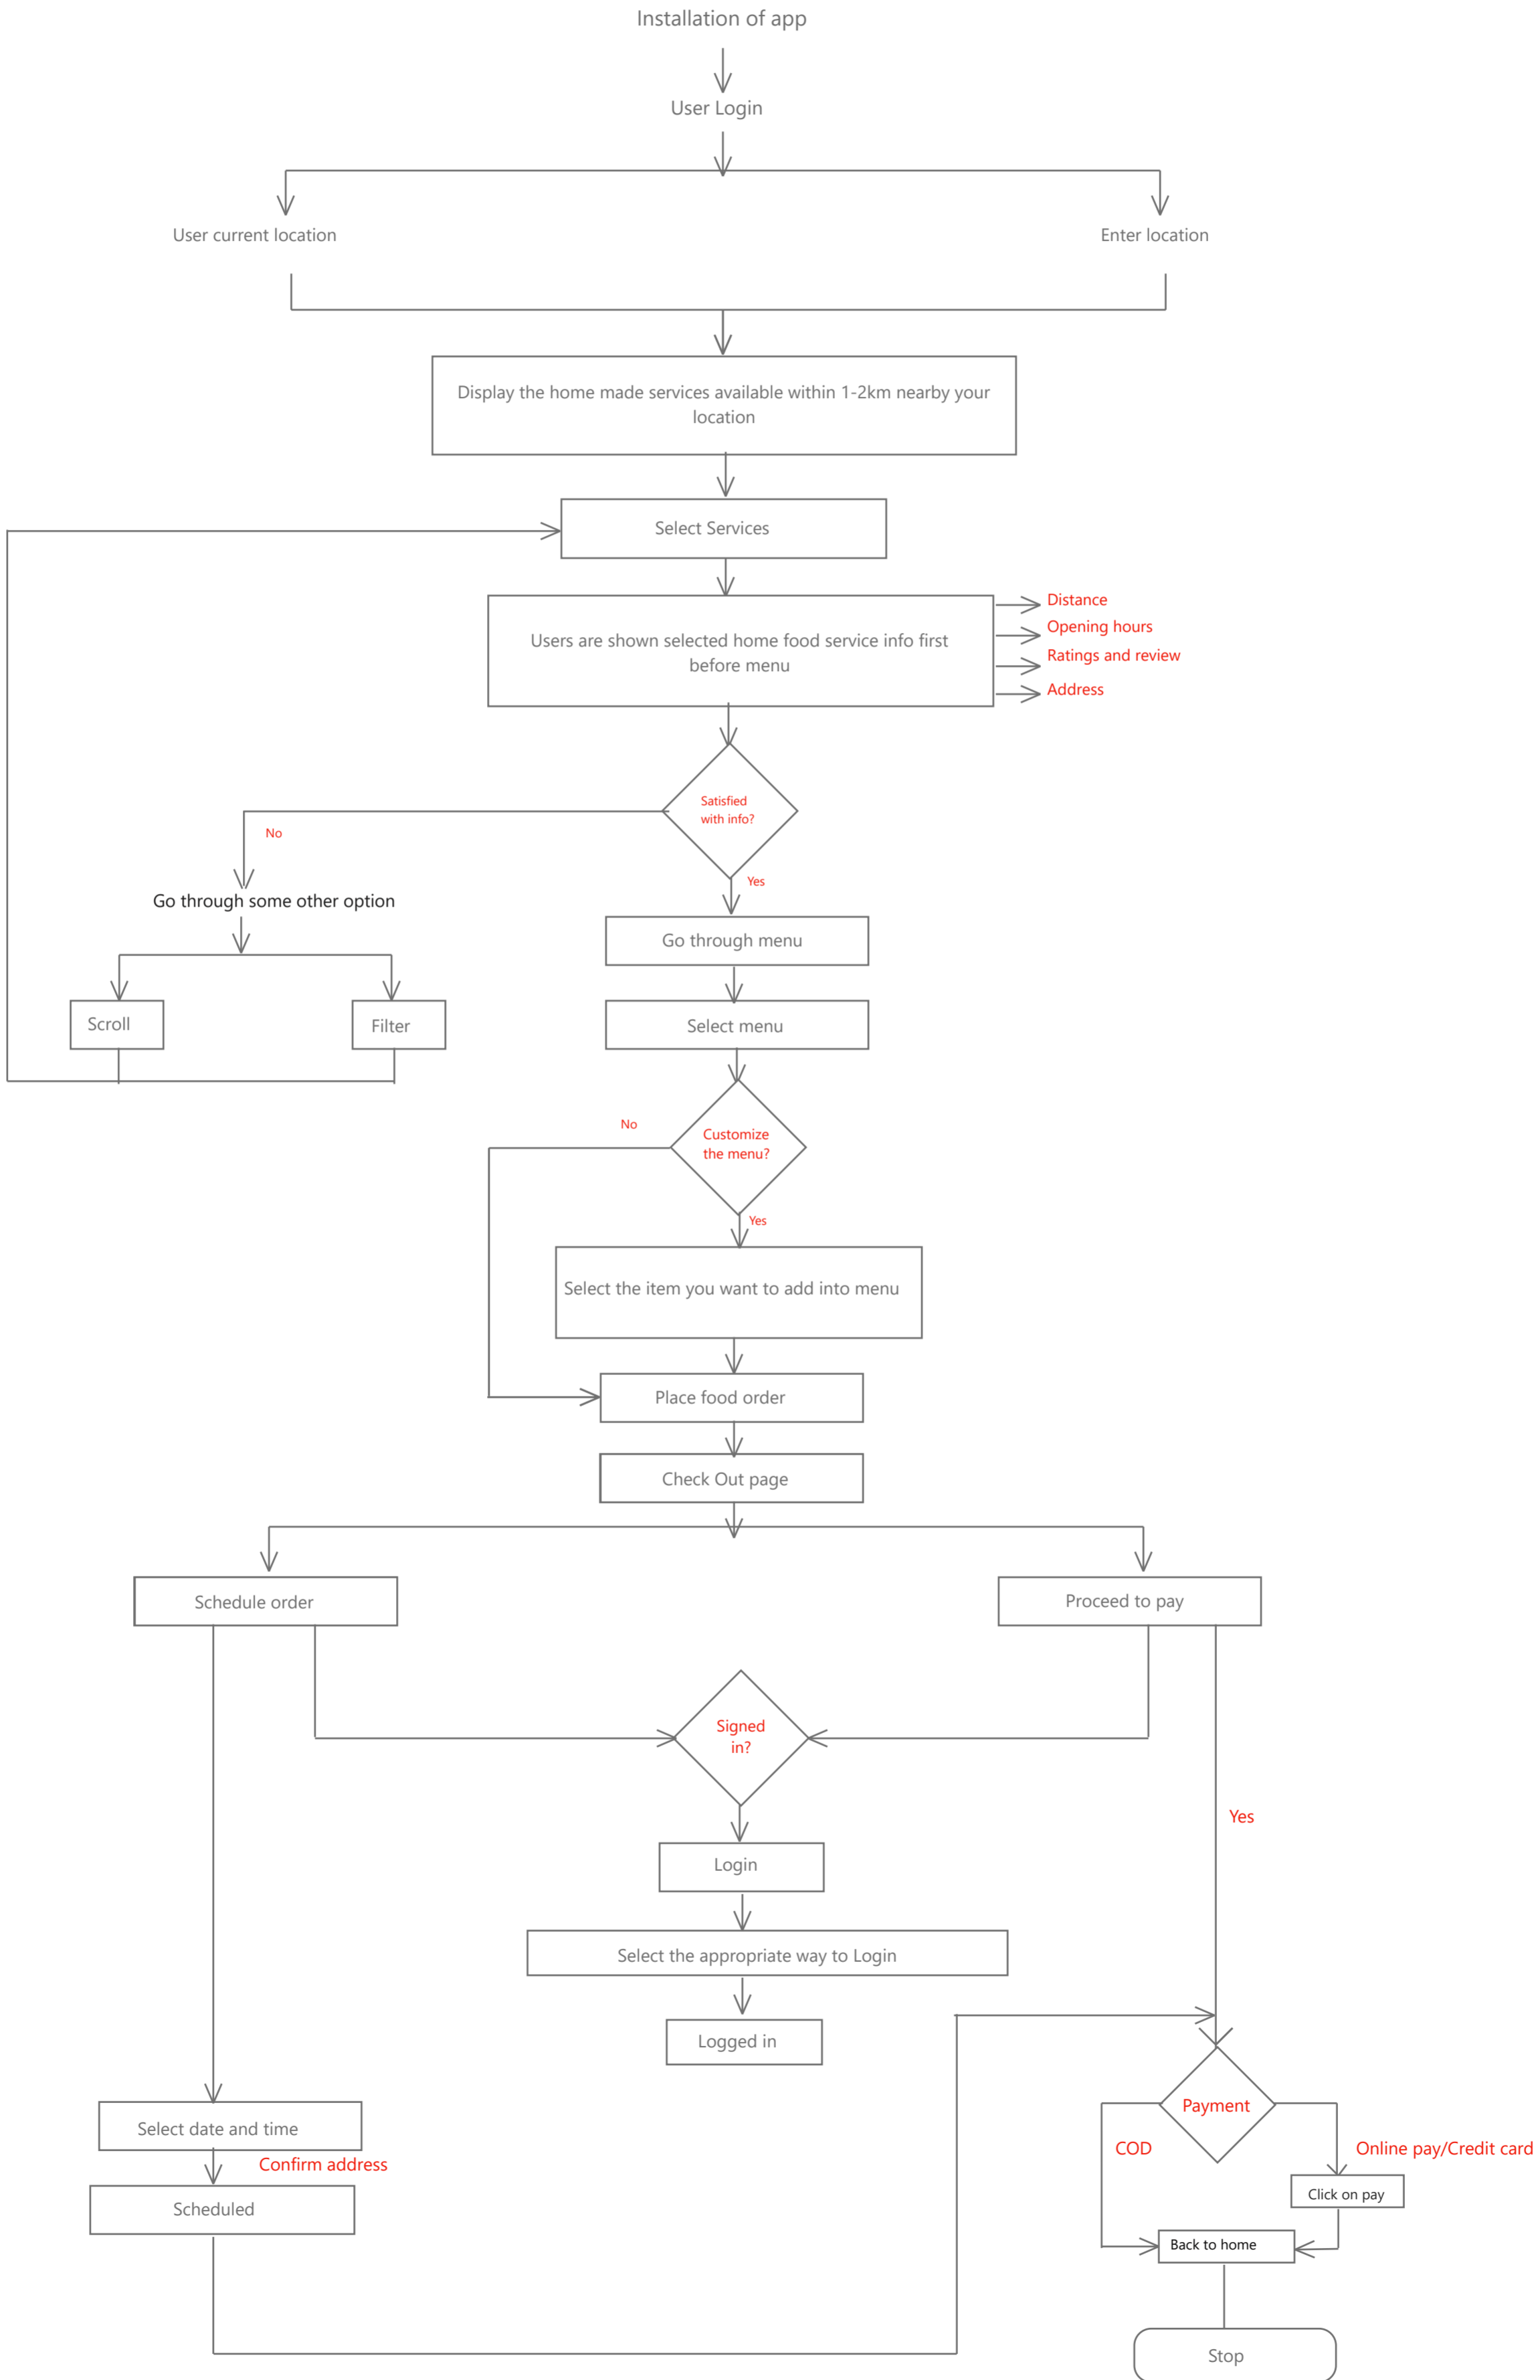 Installation of app
User Login
User current location
Enter location
Display the home made services available within 1-2km nearby your
location
Select Services
Users are shown selected home food service info first
before menu
Distance
Opening hours
Ratings and review
Address
Satisfied
with info?
No
Yes
Go through some other option
Go through menu
Scroll
Filter
Select menu
No
Customize
the menu?
Yes
Select the item you want to add into menu
Place food order
Check Out page
Schedule order
Proceed to pay
Signed
in?
Yes
Login
Select the appropriate way to Login
Logged in
Select date and time
Confirm address
Scheduled
Payment
COD
Online pay/Credit card
Click on pay
Back to home
Stop